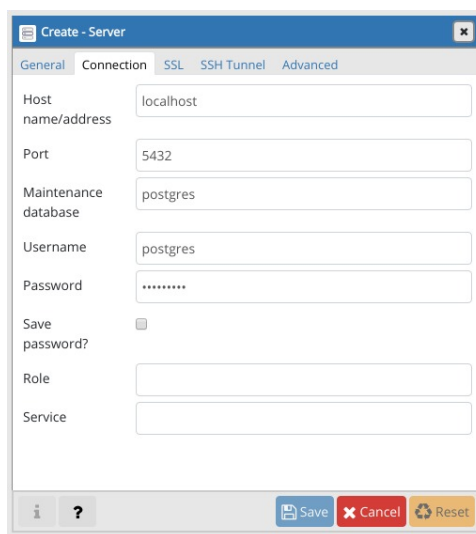 Create - Server
General Connection SSL SSH Tunnel Advanced
Host
name/address
localhost
Port
5432
Maintenance
database
postgres
Username
postgres
Password
•••••••••
Save
password?
Role
Service
i ? Save Cancel Reset